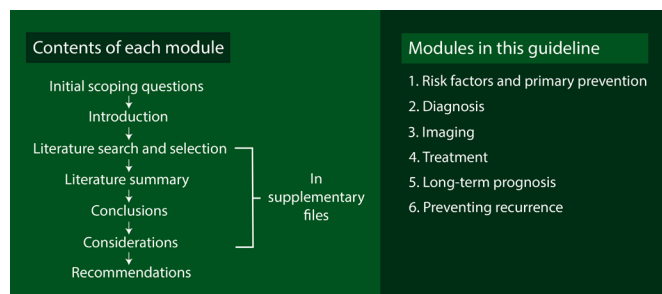 Contents of each module
Initial scoping questions
Introduction
Literature search and selection
Literature summary
Conclusions
Considerations
Recommendations
In
supplementary
files
Modules in this guideline
1. Risk factors and primary prevention
2. Diagnosis
3. Imaging
4. Treatment
5. Long-term prognosis
6. Preventing recurrence